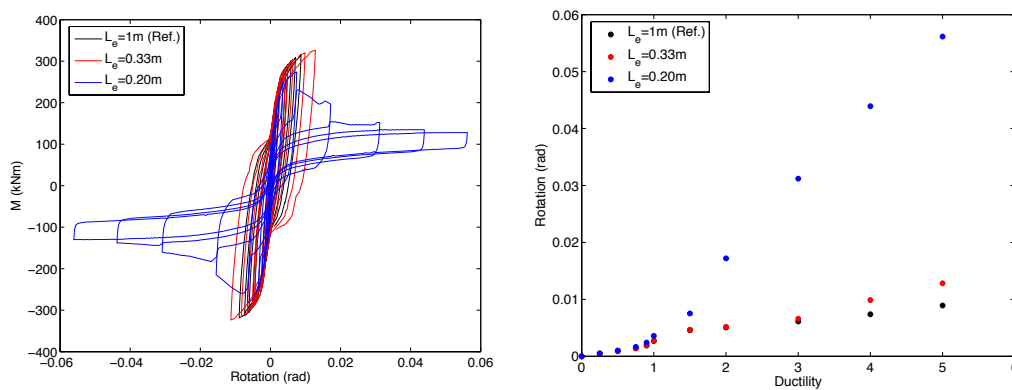 400
300
200
100
0
−100
−200
−300
−400
−0.06 −0.04 −0.02 0 0.02 0.04 0.06
M (kNm)
Rotation (rad)
L_e=1m (Ref.)
L_e=0.33m
L_e=0.20m
0.06
0.05
0.04
0.03
0.02
0.01
0
0 1 2 3 4 5 6
Rotation (rad)
Ductility
L_e=1m (Ref.)
L_e=0.33m
L_e=0.20m